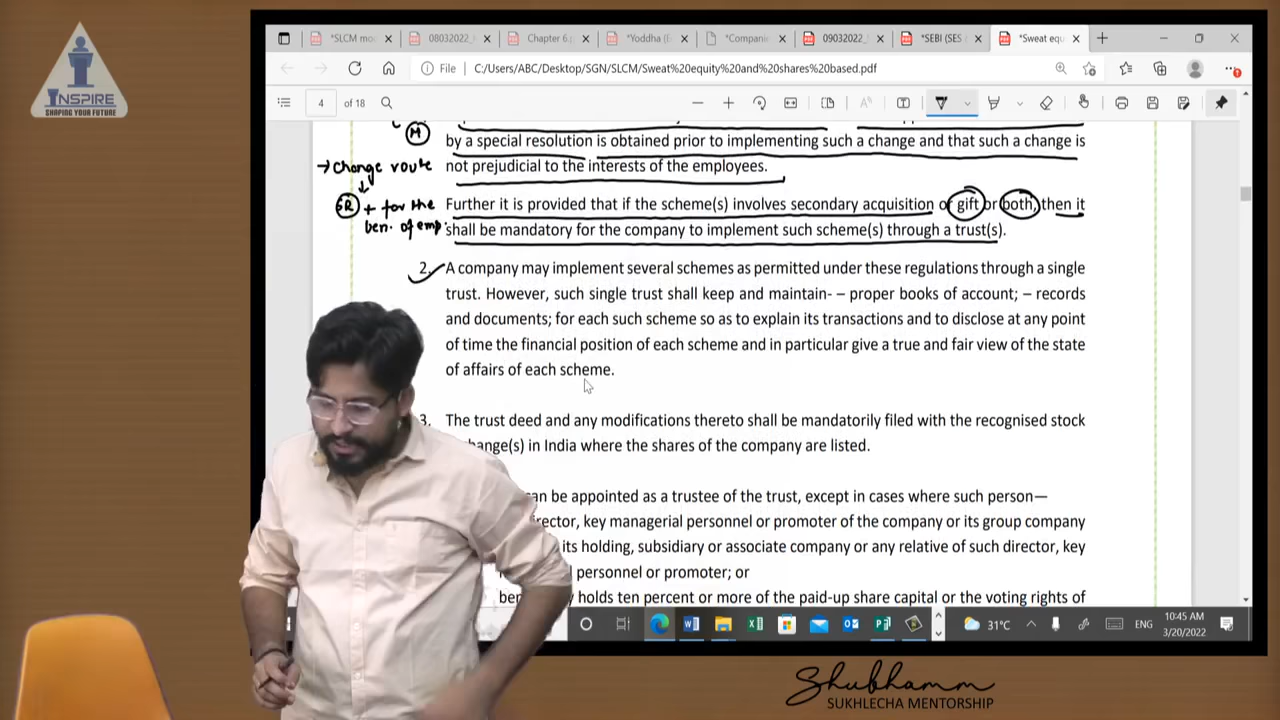 INSPIRE
SHAPING YOUR FUTURE
*SLCM mo
08032022_
Chapter 6.
*Yoddha (
*Compani
09032022_
*SEBI (SES
*Sweat equ
File
C:/Users/ABC/Desktop/SGN/SLCM/Sweat%20equity%20and%20shares%20based.pdf
4 of 18
M
by a special resolution is obtained prior to implementing such a change and that such a change is
→ change route
not prejudicial to the interests of the employees.
SR + for the
ben. of emp.
Further it is provided that if the scheme(s) involves secondary acquisition or gift or both, then it
shall be mandatory for the company to implement such scheme(s) through a trust(s).
2. A company may implement several schemes as permitted under these regulations through a single
trust. However, such single trust shall keep and maintain- – proper books of account; – records
and documents; for each such scheme so as to explain its transactions and to disclose at any point
of time the financial position of each scheme and in particular give a true and fair view of the state
of affairs of each scheme.
3. The trust deed and any modifications thereto shall be mandatorily filed with the recognised stock
hange(s) in India where the shares of the company are listed.
an be appointed as a trustee of the trust, except in cases where such person—
rector, key managerial personnel or promoter of the company or its group company
its holding, subsidiary or associate company or any relative of such director, key
personnel or promoter; or
ben
holds ten percent or more of the paid-up share capital or the voting rights of
31°C
ENG
10:45 AM
3/20/2022
Shubhamm
SUKHLECHA MENTORSHIP